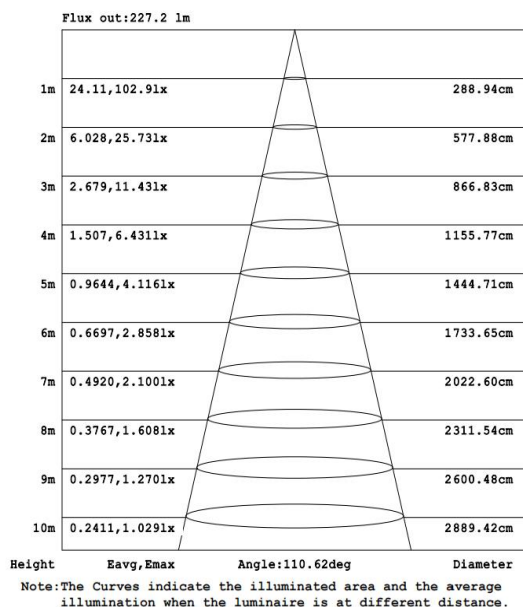 Flux out:227.2 lm
1m 24.11,102.9lx 288.94cm
2m 6.028,25.73lx 577.88cm
3m 2.679,11.43lx 866.83cm
4m 1.507,6.431lx 1155.77cm
5m 0.9644,4.116lx 1444.71cm
6m 0.6697,2.858lx 1733.65cm
7m 0.4920,2.100lx 2022.60cm
8m 0.3767,1.608lx 2311.54cm
9m 0.2977,1.270lx 2600.48cm
10m 0.2411,1.029lx 2889.42cm
Height Eavg,Emax Angle:110.62deg Diameter
Note:The Curves indicate the illuminated area and the average
illumination when the luminaire is at different distance.